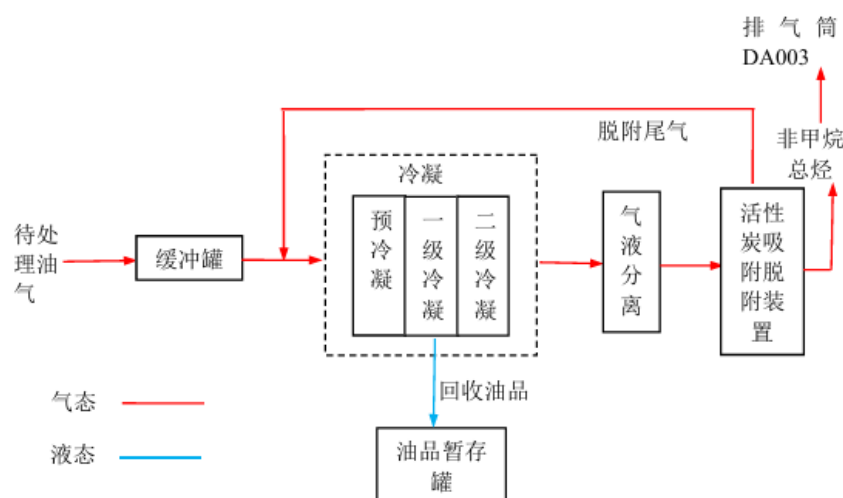 排气筒
DA003
脱附尾气
非甲烷
总烃
冷凝
预冷凝
一级冷凝
二级冷凝
气液分离
活性
炭吸
附脱
附装
置
待处
理油
气
缓冲罐
回收油品
气态
液态
油品暂存
罐